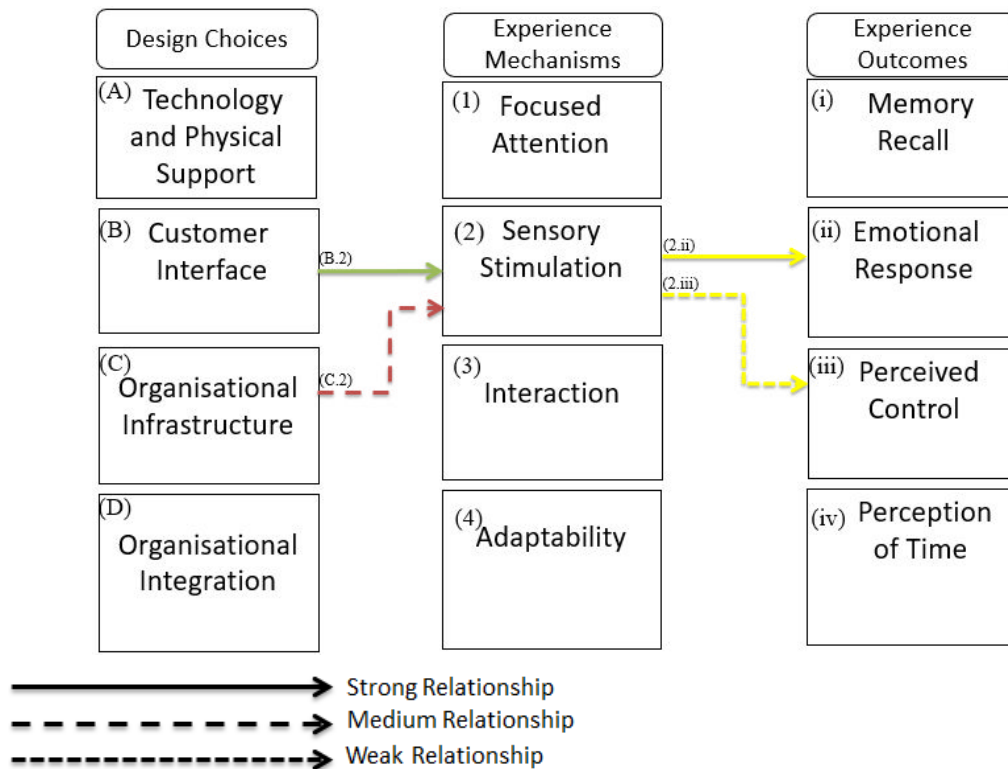 Design Choices
Experience
Mechanisms
Experience
Outcomes
(A) Technology
and Physical
Support
(1) Focused
Attention
(i) Memory
Recall
(B) Customer
Interface
(B.2)
(2) Sensory
Stimulation
(2.ii)
(2.iii)
(ii) Emotional
Response
(C)
Organisational
Infrastructure
(C.2)
(3)
Interaction
(iii) Perceived
Control
(D)
Organisational
Integration
(4)
Adaptability
(iv) Perception
of Time
Strong Relationship
Medium Relationship
Weak Relationship